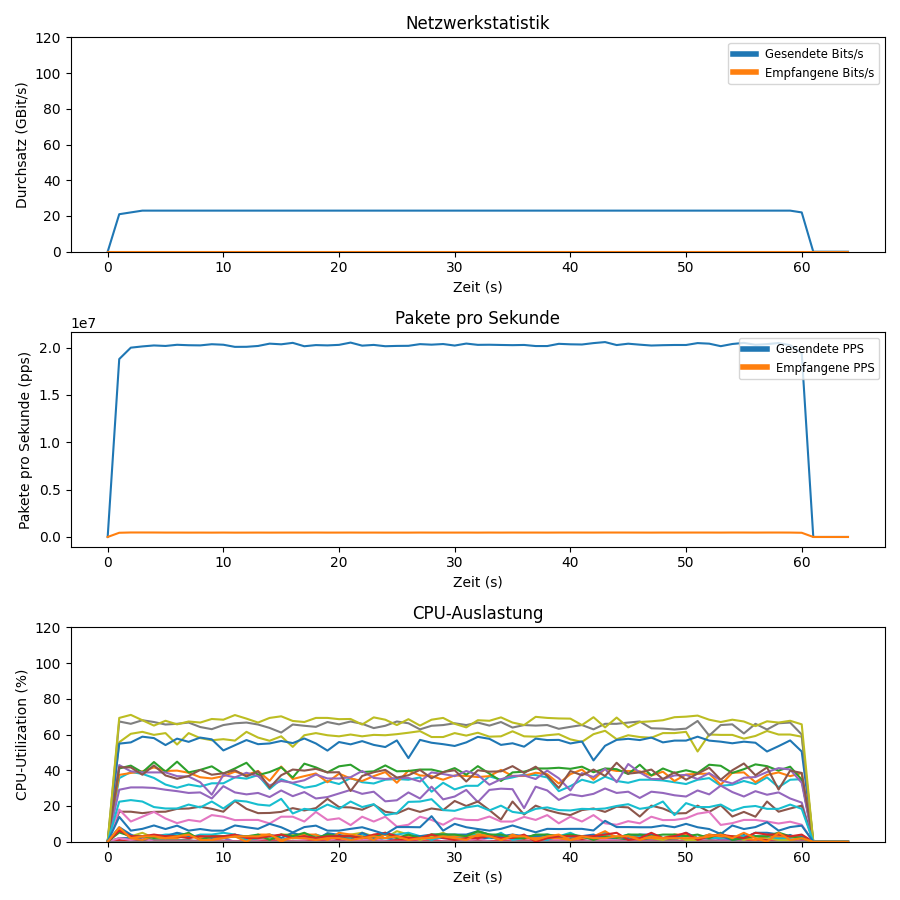 Netzwerkstatistik
Durchsatz (GBit/s)
120
100
80
60
40
20
0
Gesendete Bits/s
Empfangene Bits/s
0 10 20 30 40 50 60
Zeit (s)
Pakete pro Sekunde
1e7
Pakete pro Sekunde (pps)
2.0
1.5
1.0
0.5
0.0
Gesendete PPS
Empfangene PPS
0 10 20 30 40 50 60
Zeit (s)
CPU-Auslastung
CPU-Utilization (%)
120
100
80
60
40
20
0
0 10 20 30 40 50 60
Zeit (s)